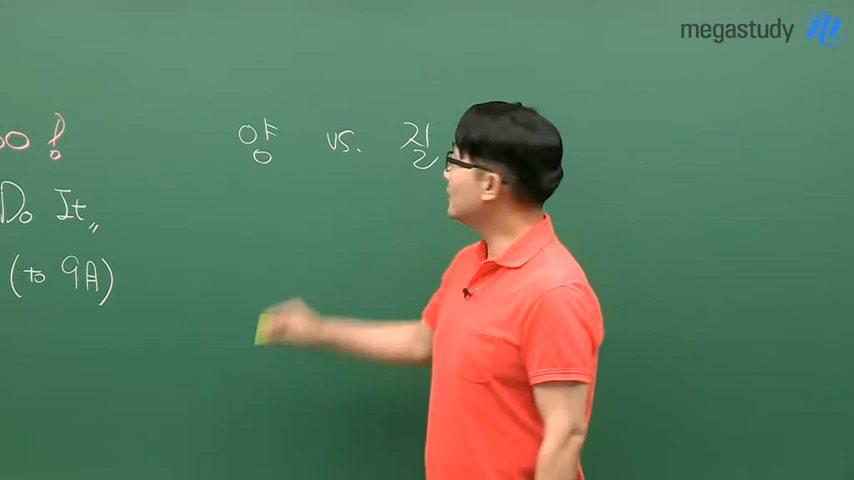 megastudy
양 vs. 질
Do It,,
(to 9A)